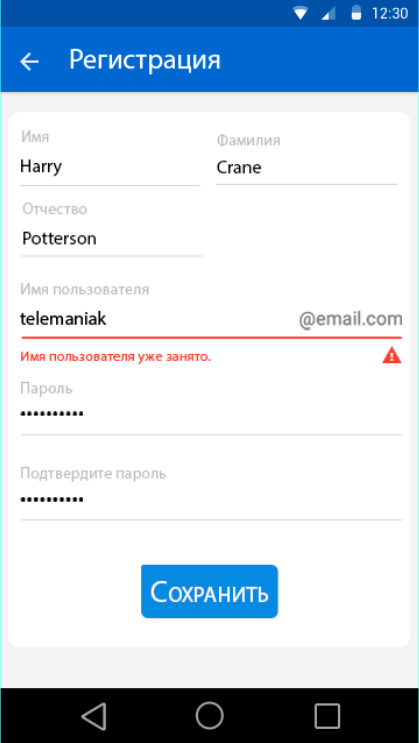 12:30
Регистрация
Имя
Фамилия
Harry
Crane
Отчество
Potterson
Имя пользователя
telemaniak @email.com
Имя пользователя уже занято.
Пароль
••••••••••
Подтвердите пароль
••••••••••
Сохранить